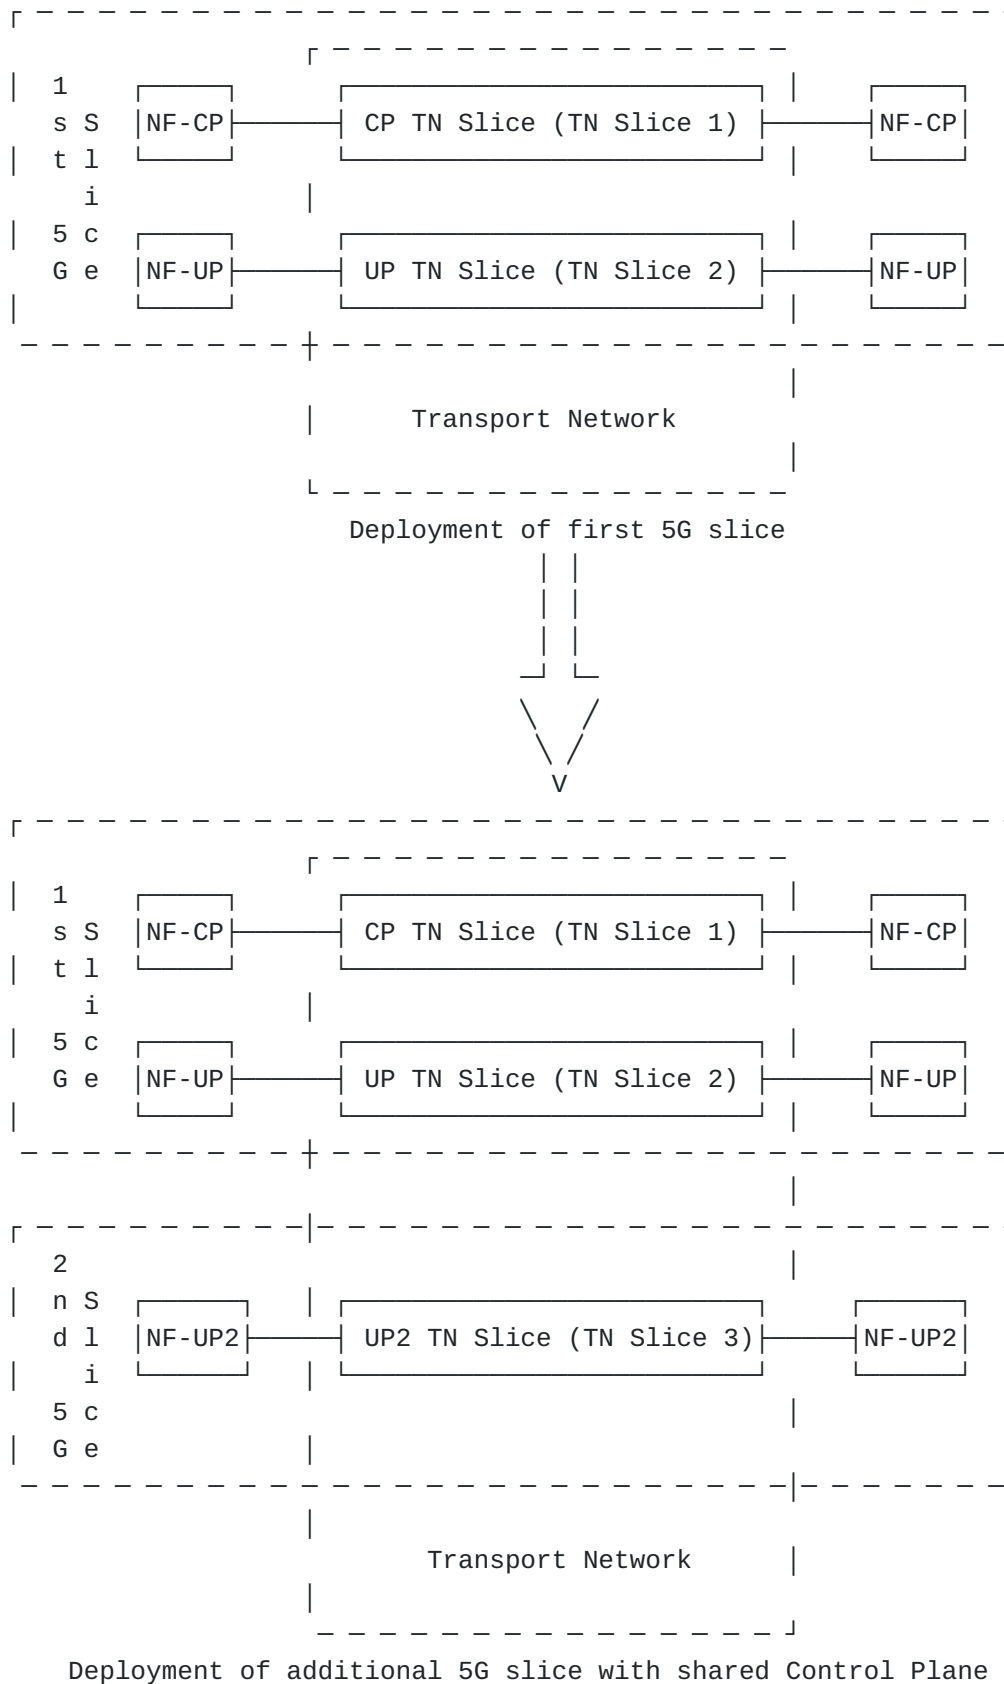 1
s S NF-CP CP TN Slice (TN Slice 1) NF-CP
t l
i
5 c
G e NF-UP UP TN Slice (TN Slice 2) NF-UP
Transport Network
Deployment of first 5G slice
V
1
s S NF-CP CP TN Slice (TN Slice 1) NF-CP
t l
i
5 c
G e NF-UP UP TN Slice (TN Slice 2) NF-UP
2
n S
d l NF-UP2 UP2 TN Slice (TN Slice 3) NF-UP2
i
5 c
G e
Transport Network
Deployment of additional 5G slice with shared Control Plane